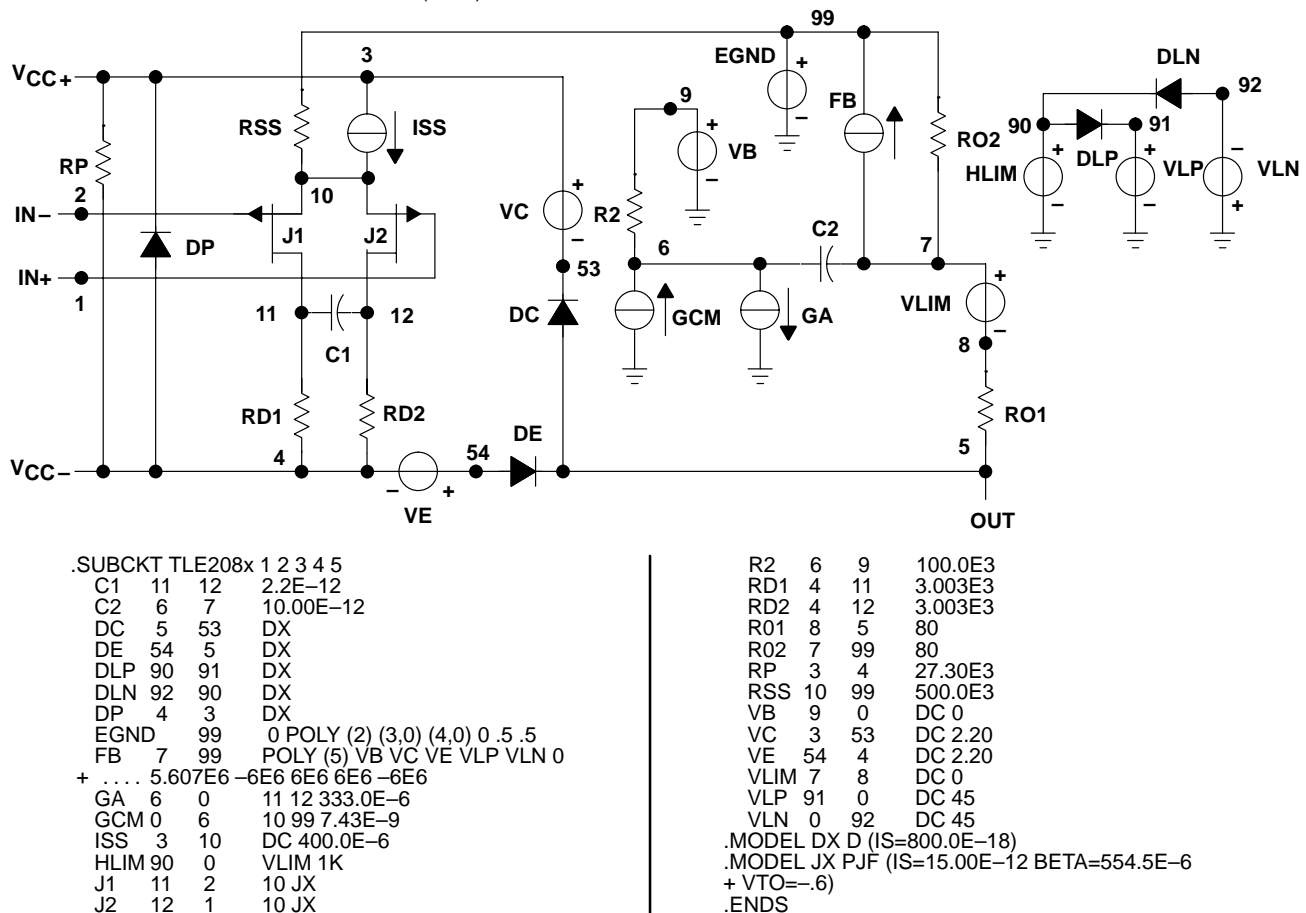 99
3
EGND
+
DLN
92
VCC+
9
FB
RSS
ISS
+
VB
–
–
90
91
RO2
–
RP
+
DLP
+
HLIM
VLP
VLN
10
2
IN–
J1
J2
DP
VC
+
–
R2
C2
–
–
+
6
7
IN+
1
53
+
11
12
DC
GCM
GA
VLIM
–
C1
8
RD1
RD2
RO1
DE
5
4
54
VCC–
–
+
VE
OUT
.SUBCKT TLE208x 1 2 3 4 5
C1 11 12 2.2E–12
C2 6 7 10.00E–12
DC 5 53 DX
DE 54 5 DX
DLP 90 91 DX
DLN 92 90 DX
DP 4 3 DX
EGND 99 0 POLY (2) (3,0) (4,0) 0 .5 .5
FB 7 99 POLY (5) VB VC VE VLP VLN 0
+ . . . . 5.607E6 –6E6 6E6 6E6 –6E6
GA 6 0 11 12 333.0E–6
GCM 0 6 10 99 7.43E–9
ISS 3 10 DC 400.0E–6
HLIM 90 0 VLIM 1K
J1 11 2 10 JX
J2 12 1 10 JX
R2 6 9 100.0E3
RD1 4 11 3.003E3
RD2 4 12 3.003E3
R01 8 5 80
R02 7 99 80
RP 3 4 27.30E3
RSS 10 99 500.0E3
VB 9 0 DC 0
VC 3 53 DC 2.20
VE 54 4 DC 2.20
VLIM 7 8 DC 0
VLP 91 0 DC 45
VLN 0 92 DC 45
.MODEL DX D (IS=800.0E–18)
.MODEL JX PJF (IS=15.00E–12 BETA=554.5E–6
+ VTO=–.6)
.ENDS